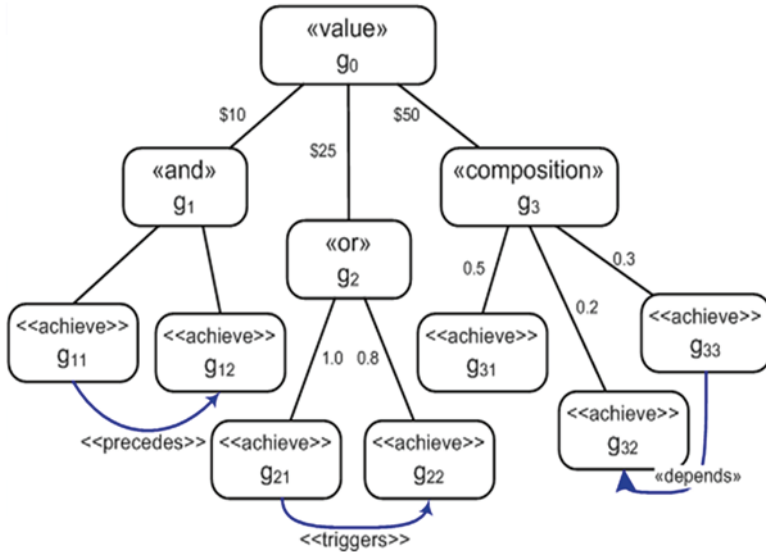 «value»
g₀
$10
$25
$50
«and»
g₁
«or»
g₂
«composition»
g₃
0.5
0.2
0.3
<<achieve>>
g₁₁
<<achieve>>
g₁₂
<<precedes>>
1.0
0.8
<<achieve>>
g₂₁
<<achieve>>
g₂₂
<<triggers>>
<<achieve>>
g₃₁
<<achieve>>
g₃₂
<<achieve>>
g₃₃
«depends»